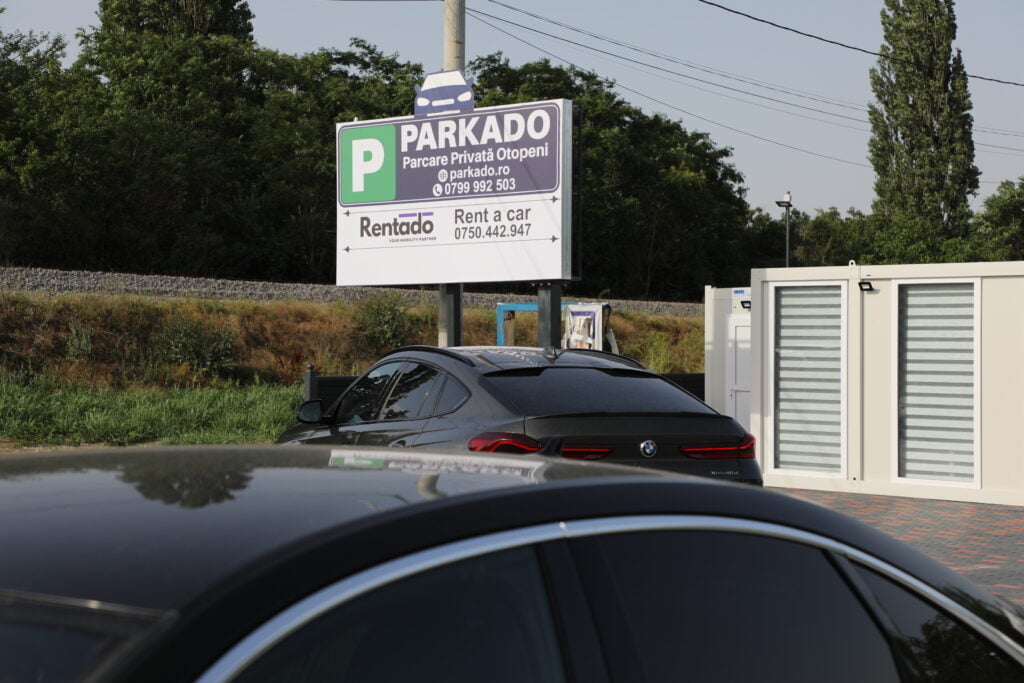 P
PARKADO
Parcare Privată Otopeni
parkado.ro
0799 992 503
Rentado
YOUR MOBILITY PARTNER
Rent a car
0750.442.947